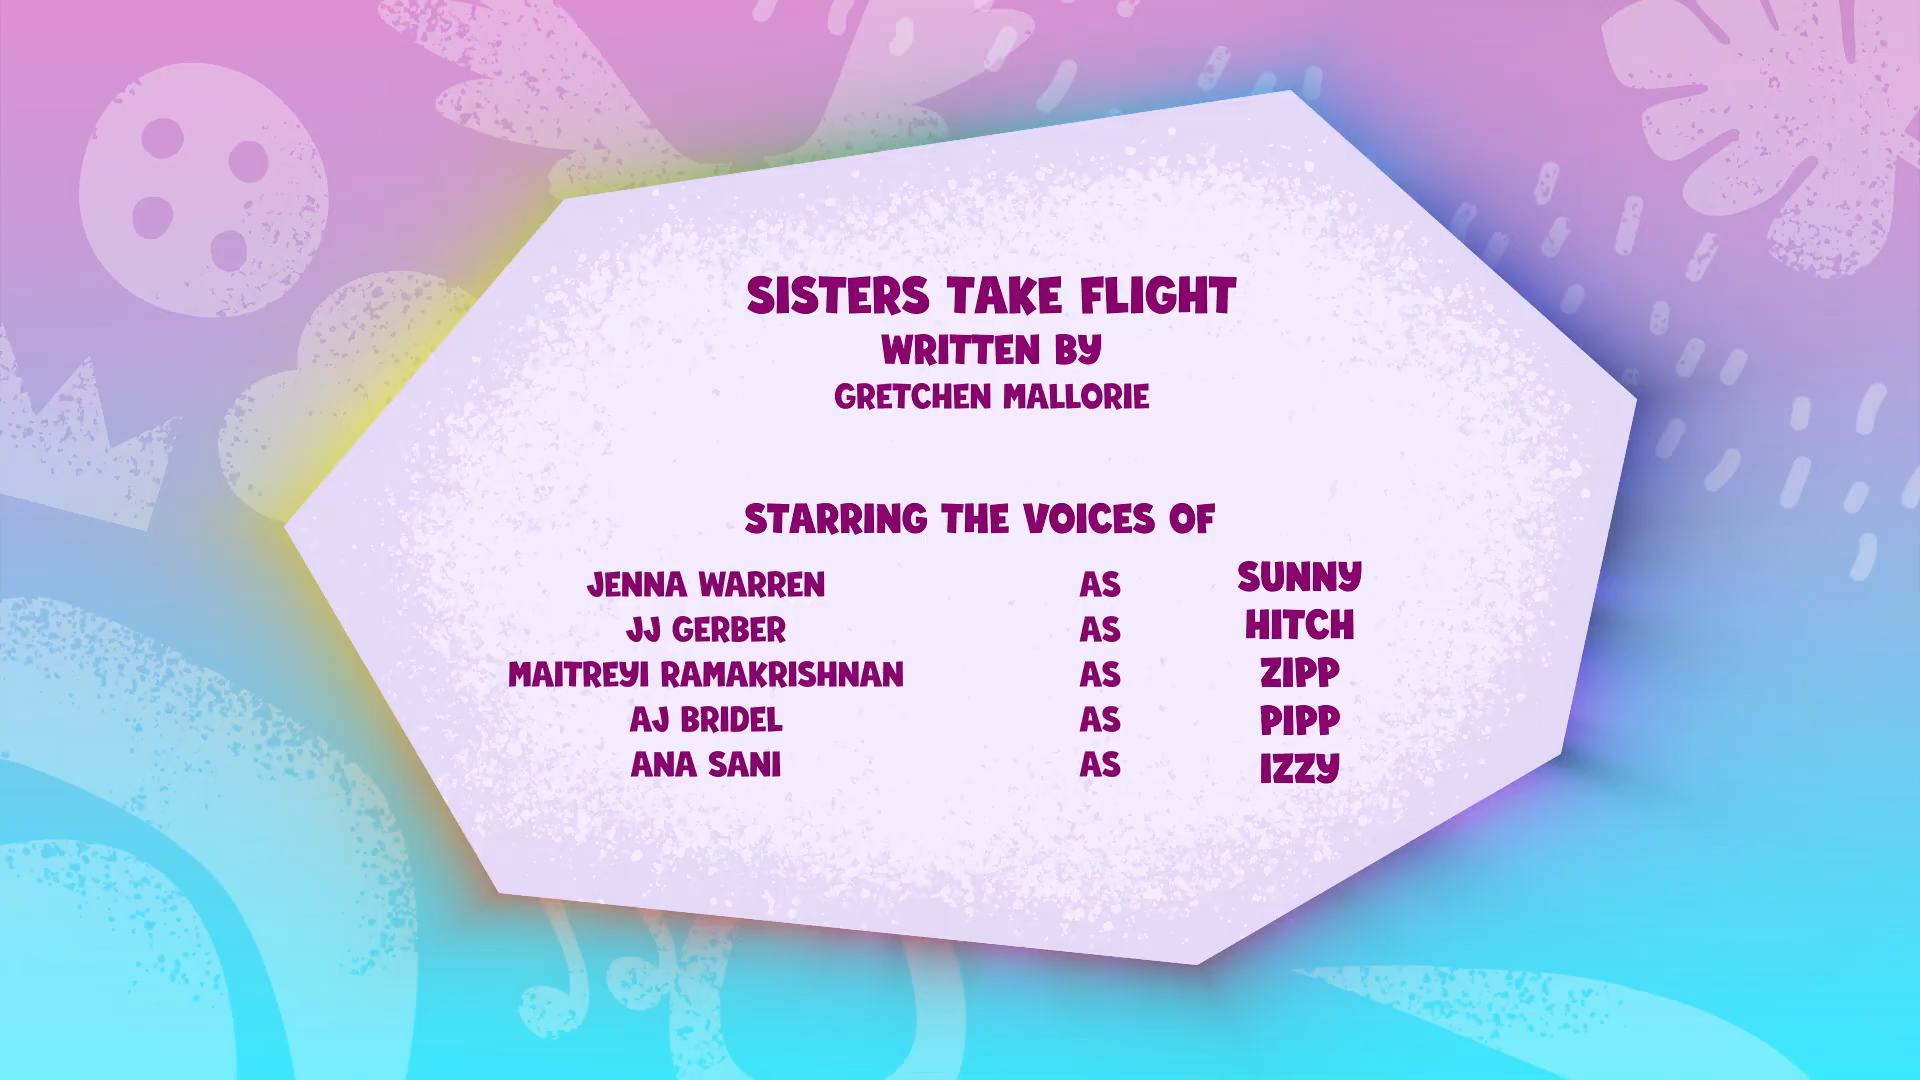 SISTERS TAKE FLIGHT
WRITTEN BY
GRETCHEN MALLORIE
STARRING THE VOICES OF
JENNA WARREN AS SUNNY
JJ GERBER AS HITCH
MAITREYI RAMAKRISHNAN AS ZIPP
AJ BRIDEL AS PIPP
ANA SANI AS IZZY